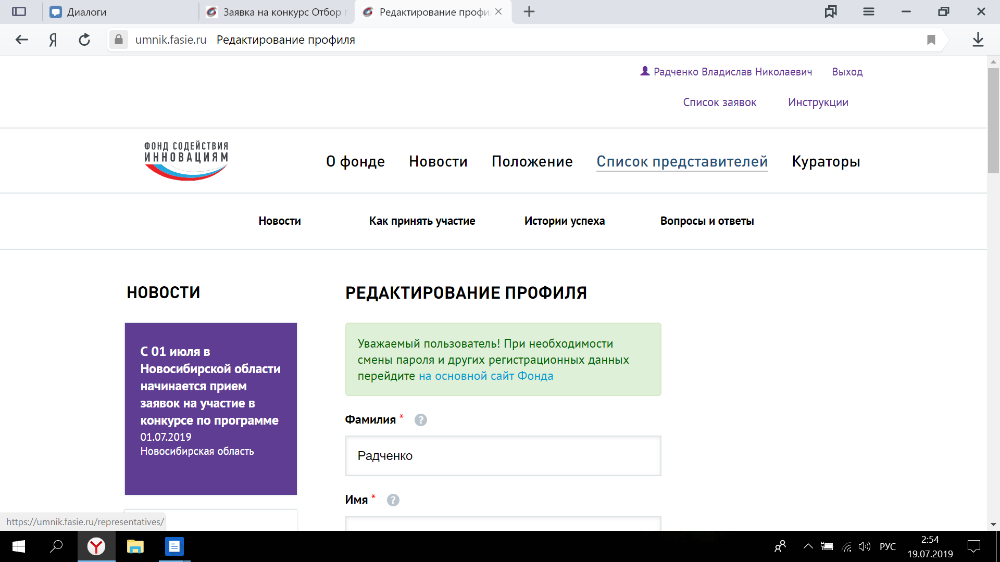 Диалоги
Заявка на конкурс Отбор
Редактирование профи
umnik.fasie.ru Редактирование профиля
Радченко Владислав Николаевич Выход
Список заявок Инструкции
ФОНД СОДЕЙСТВИЯ
ИННОВАЦИЯМ
О фонде Новости Положение Список представителей Кураторы
Новости Как принять участие Истории успеха Вопросы и ответы
НОВОСТИ
С 01 июля в
Новосибирской области
начинается прием
заявок на участие в
конкурсе по программе
01.07.2019
Новосибирская область
РЕДАКТИРОВАНИЕ ПРОФИЛЯ
Уважаемый пользователь! При необходимости
смены пароля и других регистрационных данных
перейдите на основной сайт Фонда
Фамилия * ?
Радченко
Имя * ?
https://umnik.fasie.ru/representatives/
РУС
2:54
19.07.2019